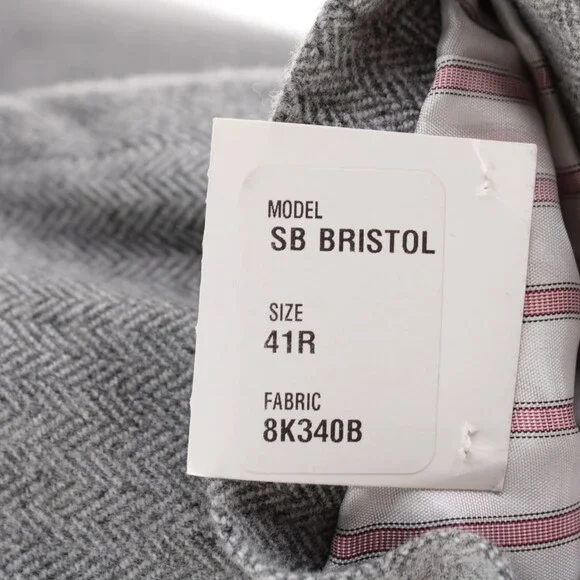 MODEL
SB BRISTOL
SIZE
41R
FABRIC
8K340B